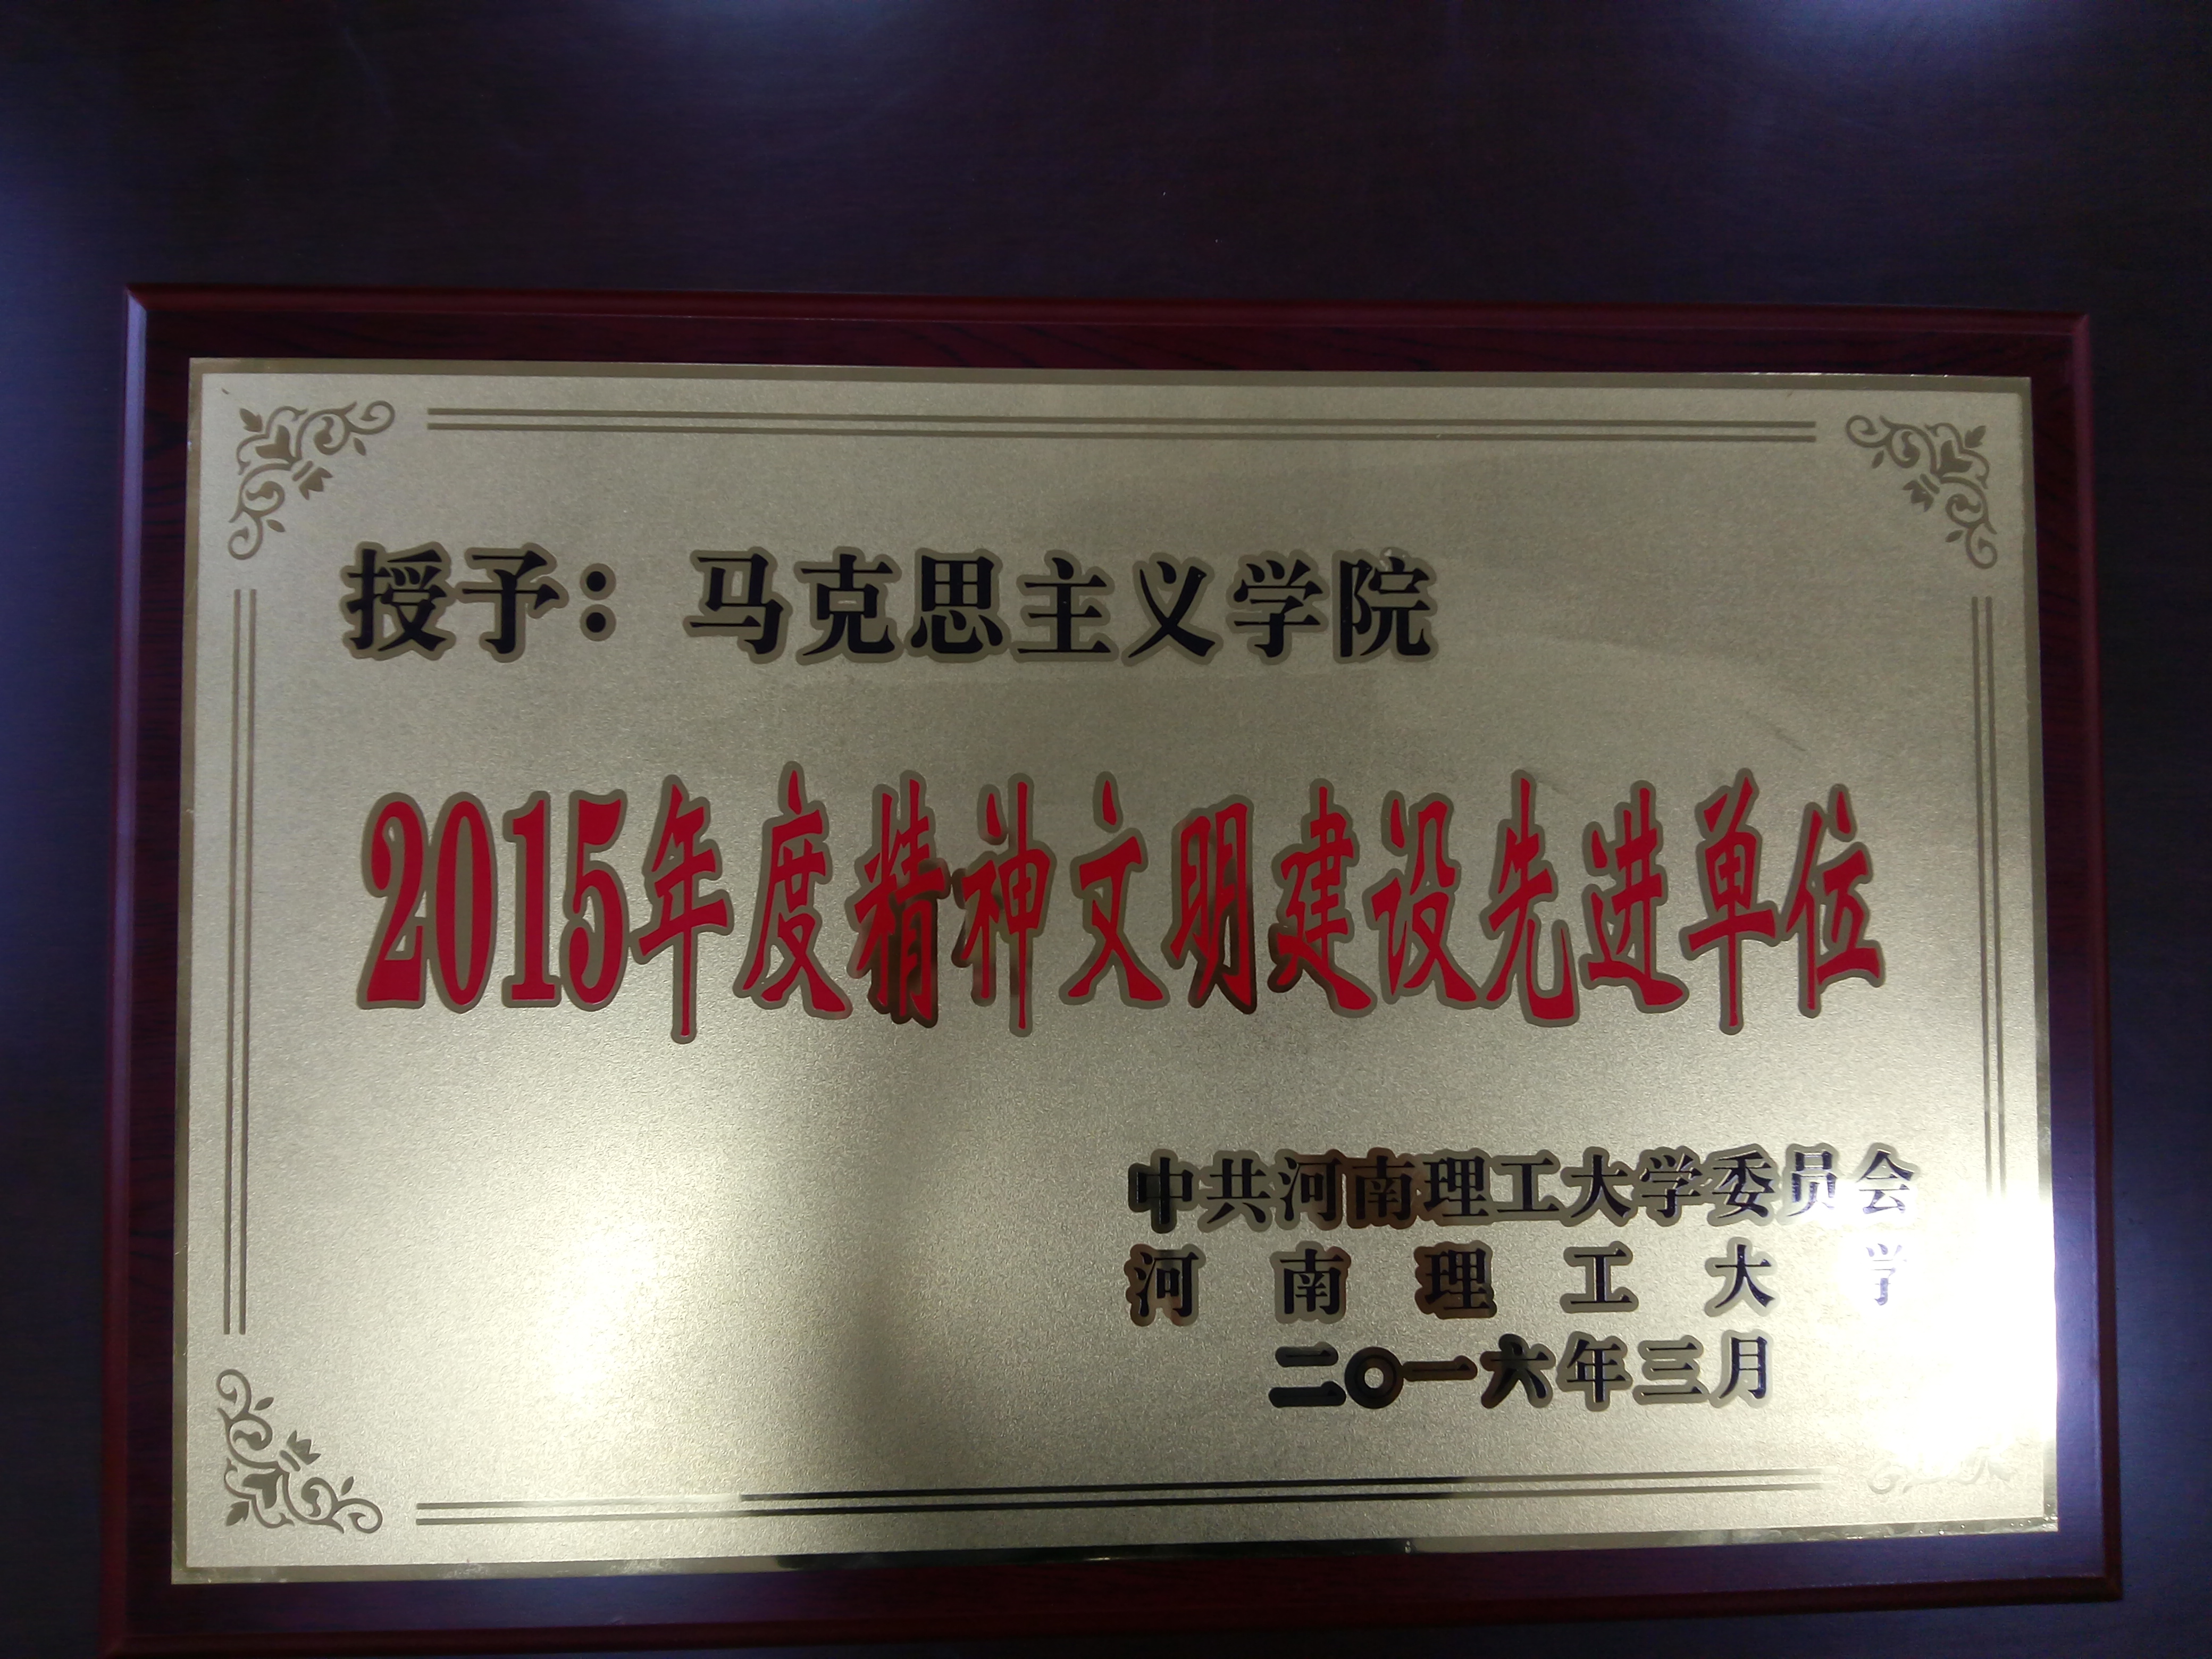 授予：马克思主义学院
2015年度精神文明建设先进单位
中共河南理工大学委员会
河南理工大学
二〇一六年三月